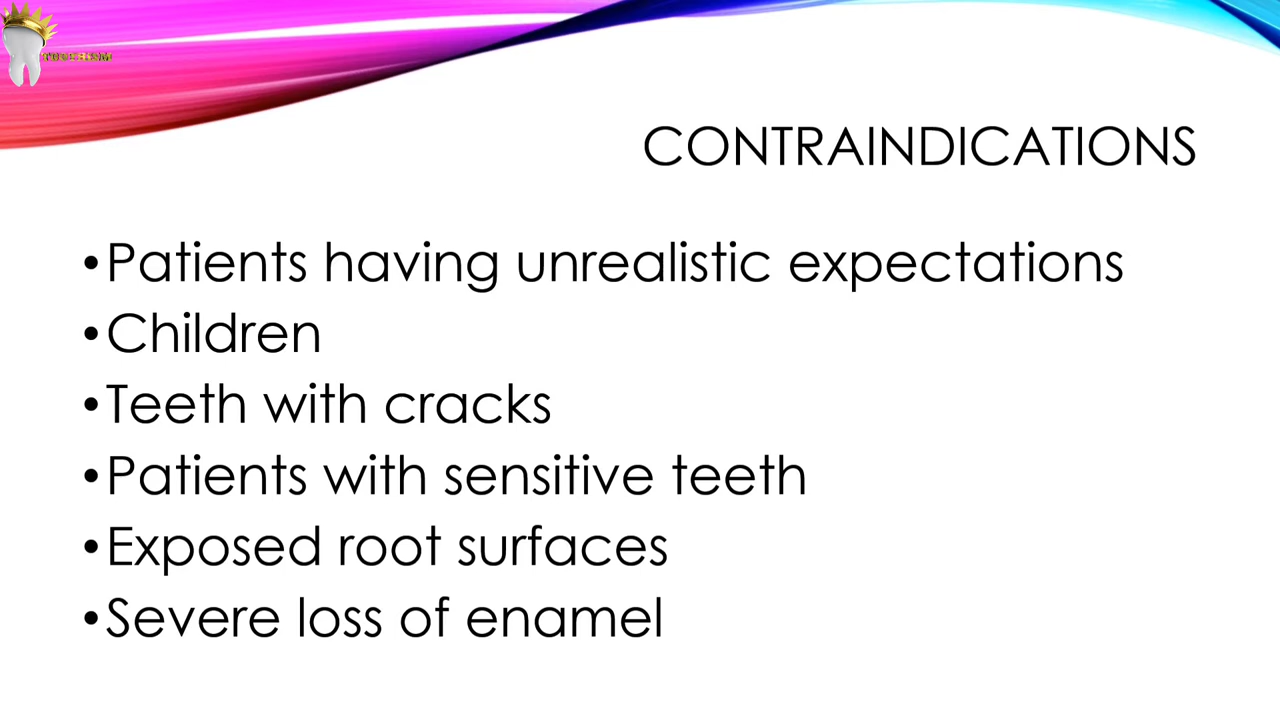 TOOTHISM
CONTRAINDICATIONS
•Patients having unrealistic expectations
•Children
•Teeth with cracks
•Patients with sensitive teeth
•Exposed root surfaces
•Severe loss of enamel